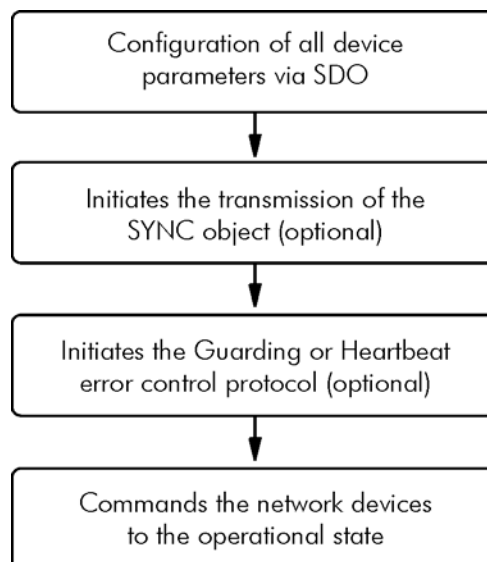 Configuration of all device
parameters via SDO
Initiates the transmission of the
SYNC object (optional)
Initiates the Guarding or Heartbeat
error control protocol (optional)
Commands the network devices
to the operational state